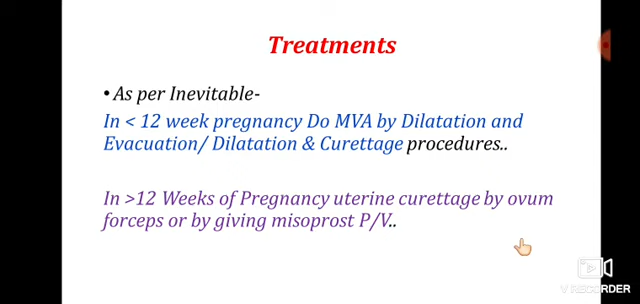 Treatments
• As per Inevitable-
In < 12 week pregnancy Do MVA by Dilatation and
Evacuation/ Dilatation & Curettage procedures..
In >12 Weeks of Pregnancy uterine curettage by ovum
forceps or by giving misoprost P/V..
V RECORDER